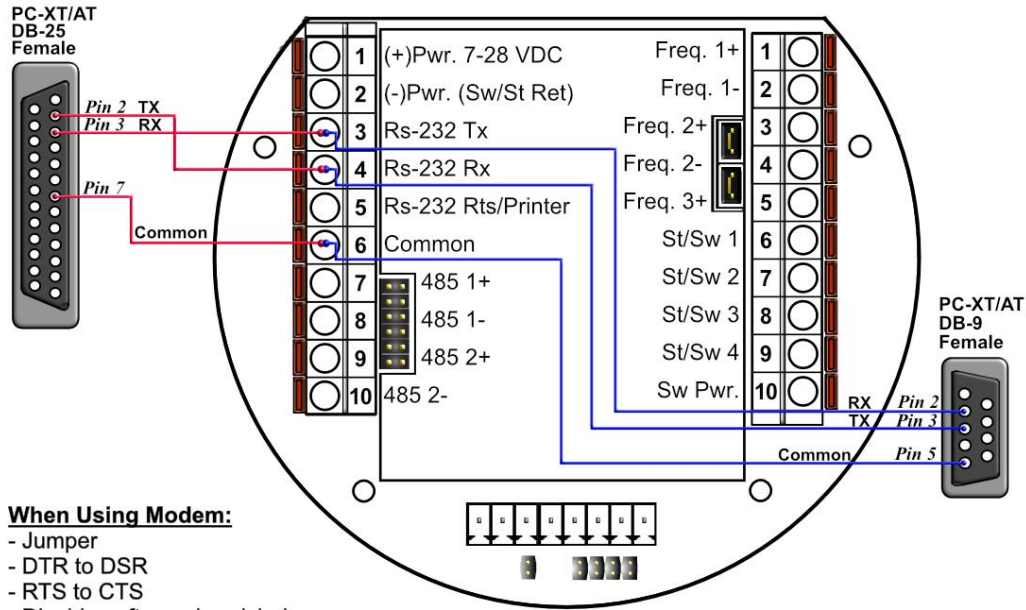 PC-XT/AT
DB-25
Female
Pin 2 TX
Pin 3 RX
Pin 7
Common
1 (+)Pwr. 7-28 VDC
2 (-)Pwr. (Sw/St Ret)
3 Rs-232 Tx
4 Rs-232 Rx
5 Rs-232 Rts/Printer
6 Common
7 485 1+
8 485 1-
9 485 2+
10 485 2-
Freq. 1+ 1
Freq. 1- 2
Freq. 2+ 3
Freq. 2- 4
Freq. 3+ 5
St/Sw 1 6
St/Sw 2 7
St/Sw 3 8
St/Sw 4 9
Sw Pwr. 10
PC-XT/AT
DB-9
Female
RX Pin 2
TX Pin 3
Common Pin 5
When Using Modem:
- Jumper
- DTR to DSR
- RTS to CTS